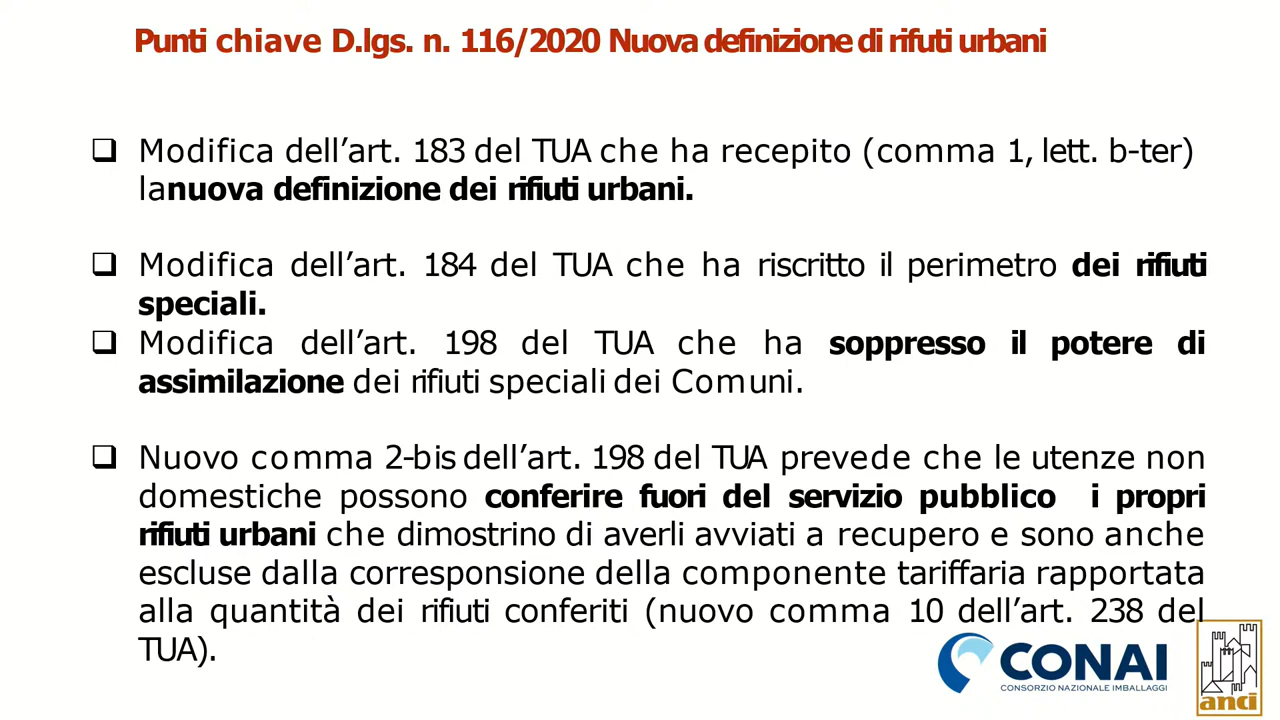 Punti chiave D.lgs. n. 116/2020 Nuova definizione di rifuti urbani
❑ Modifica dell’art. 183 del TUA che ha recepito (comma 1, lett. b-ter)
lanuova definizione dei rifiuti urbani.
❑ Modifica dell’art. 184 del TUA che ha riscritto il perimetro dei rifiuti
speciali.
❑ Modifica dell’art. 198 del TUA che ha soppresso il potere di
assimilazione dei rifiuti speciali dei Comuni.
❑ Nuovo comma 2-bis dell’art. 198 del TUA prevede che le utenze non
domestiche possono conferire fuori del servizio pubblico i propri
rifiuti urbani che dimostrino di averli avviati a recupero e sono anche
escluse dalla corresponsione della componente tariffaria rapportata
alla quantità dei rifiuti conferiti (nuovo comma 10 dell’art. 238 del
TUA).
CONAI
CONSORZIO NAZIONALE IMBALLAGGI
anci